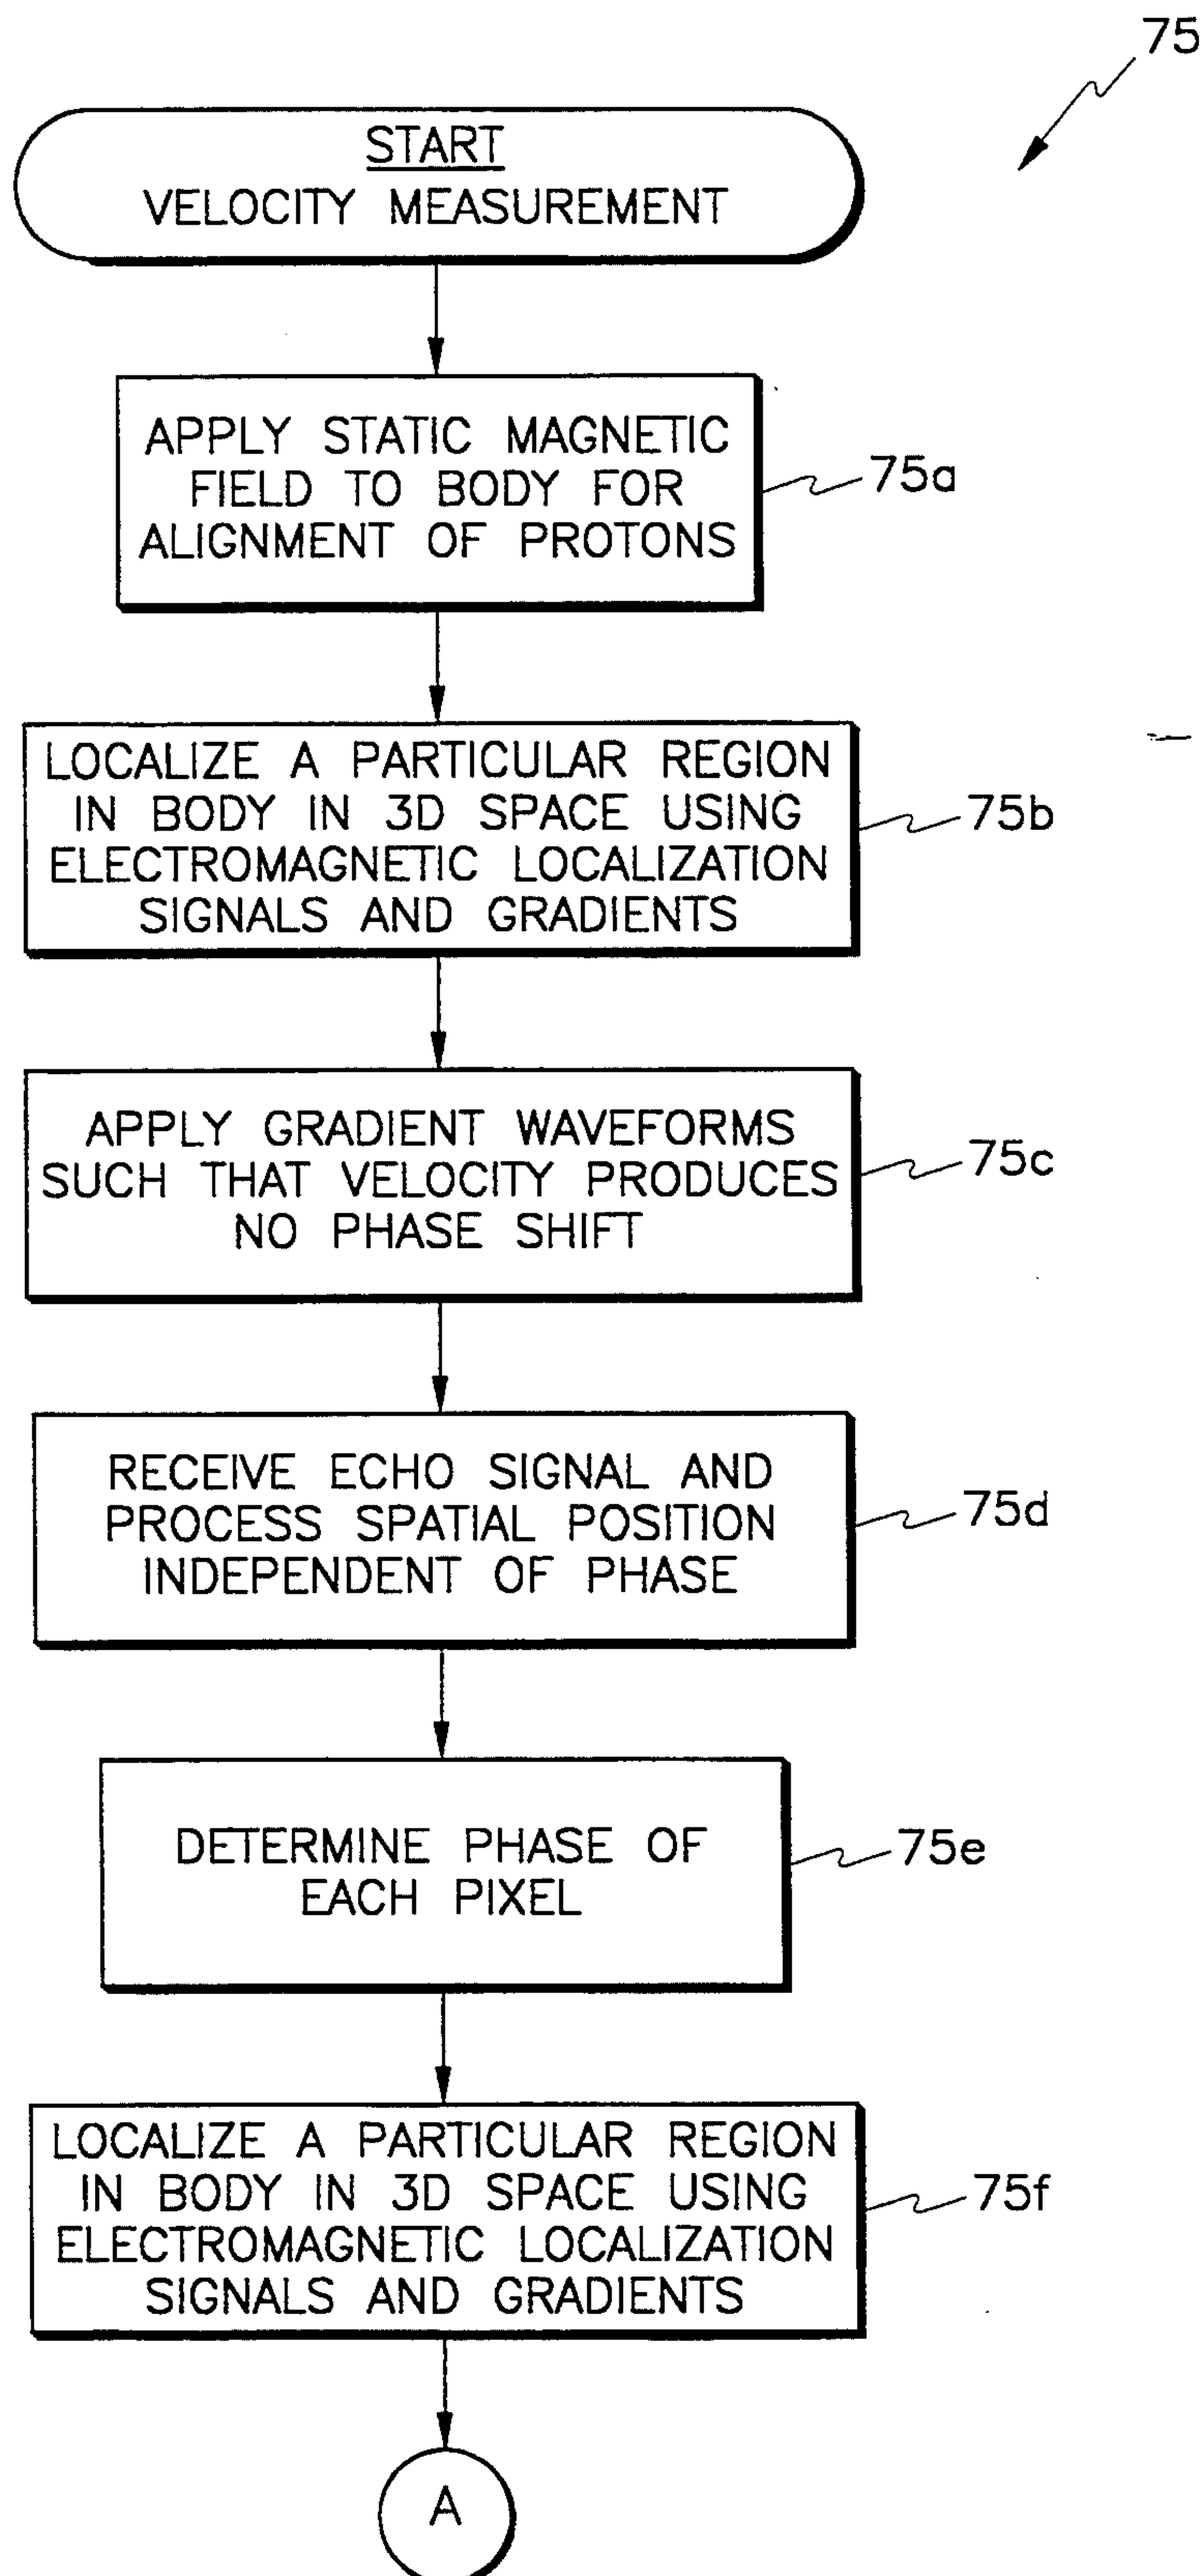 75
START
VELOCITY MEASUREMENT
APPLY STATIC MAGNETIC
FIELD TO BODY FOR
ALIGNMENT OF PROTONS
75a
LOCALIZE A PARTICULAR REGION
IN BODY IN 3D SPACE USING
ELECTROMAGNETIC LOCALIZATION
SIGNALS AND GRADIENTS
75b
APPLY GRADIENT WAVEFORMS
SUCH THAT VELOCITY PRODUCES
NO PHASE SHIFT
75c
RECEIVE ECHO SIGNAL AND
PROCESS SPATIAL POSITION
INDEPENDENT OF PHASE
75d
DETERMINE PHASE OF
EACH PIXEL
75e
LOCALIZE A PARTICULAR REGION
IN BODY IN 3D SPACE USING
ELECTROMAGNETIC LOCALIZATION
SIGNALS AND GRADIENTS
75f
A